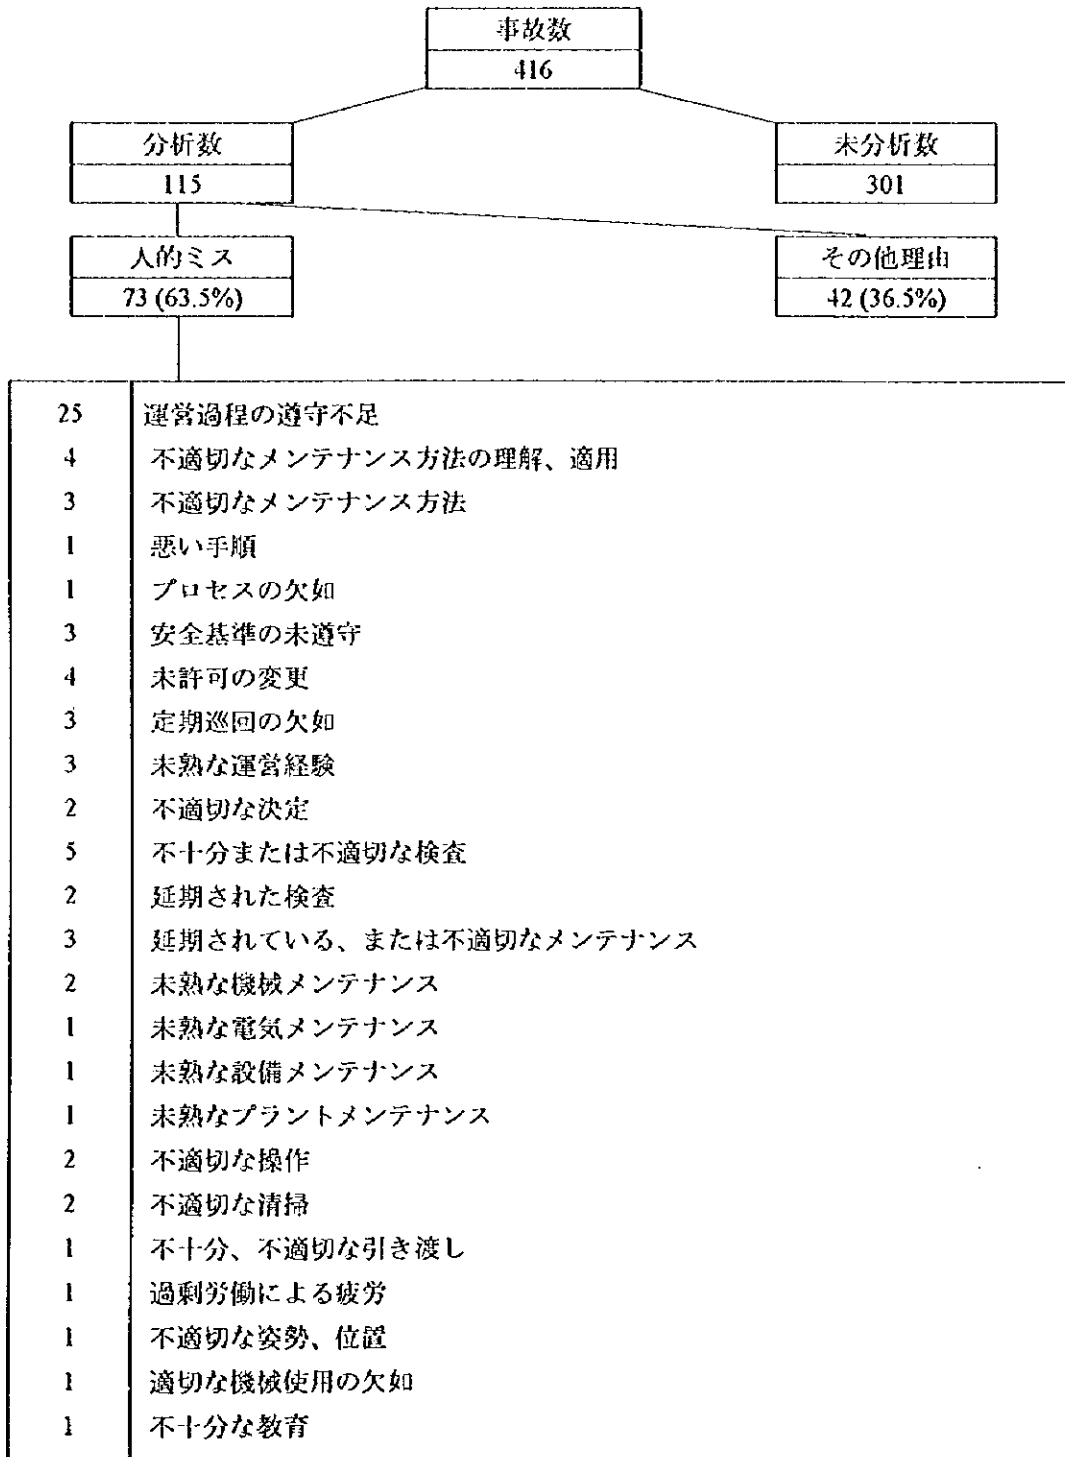 事故数
416
分析数
115
未分析数
301
人的ミス
73 (63.5%)
その他理由
42 (36.5%)
25 運営過程の遵守不足
4 不適切なメンテナンス方法の理解、適用
3 不適切なメンテナンス方法
1 悪い手順
1 プロセスの欠如
3 安全基準の未遵守
4 未許可の変更
3 定期巡回の欠如
3 未熟な運営経験
2 不適切な決定
5 不十分または不適切な検査
2 延期された検査
3 延期されている、または不適切なメンテナンス
2 未熟な機械メンテナンス
1 未熟な電気メンテナンス
1 未熟な設備メンテナンス
1 未熟なプラントメンテナンス
2 不適切な操作
2 不適切な清掃
1 不十分、不適切な引き渡し
1 過剰労働による疲労
1 不適切な姿勢、位置
1 適切な機械使用の欠如
1 不十分な教育